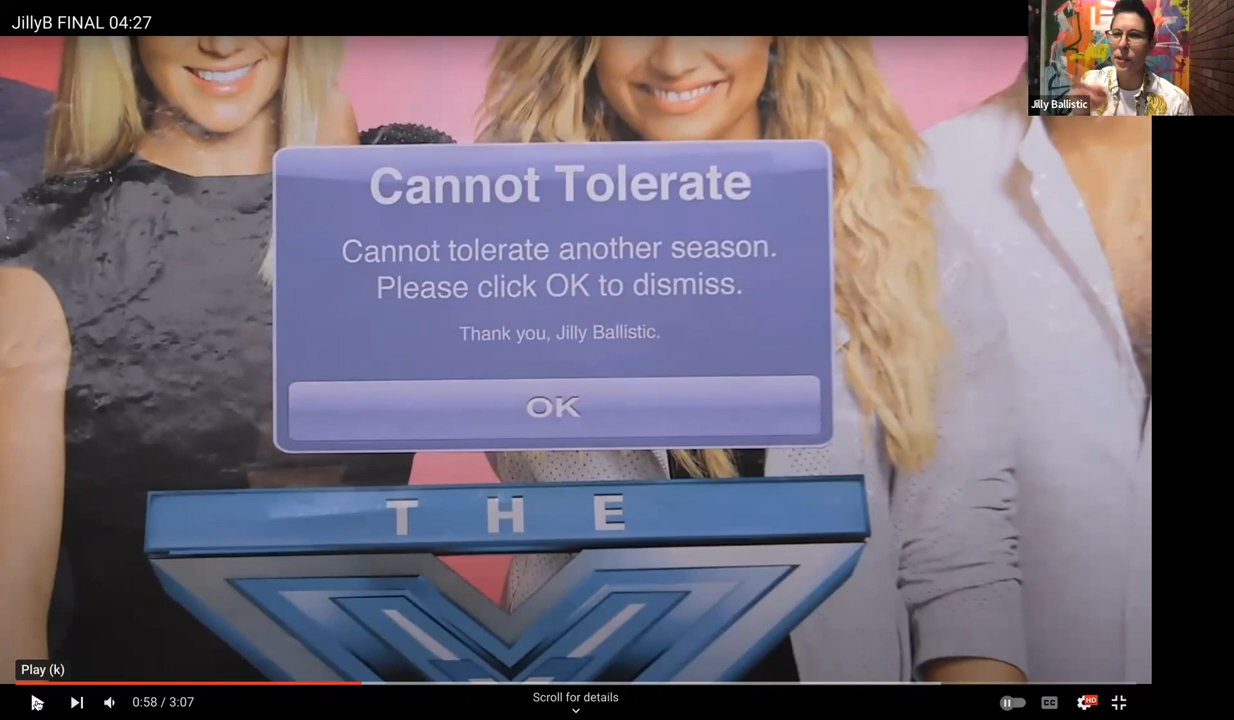 JillyB FINAL 04:27
Jilly Ballistic
Cannot Tolerate
Cannot tolerate another season.
Please click OK to dismiss.
Thank you, Jilly Ballistic.
OK
THE
Play (k)
0:58 / 3:07
Scroll for details
CC
HD